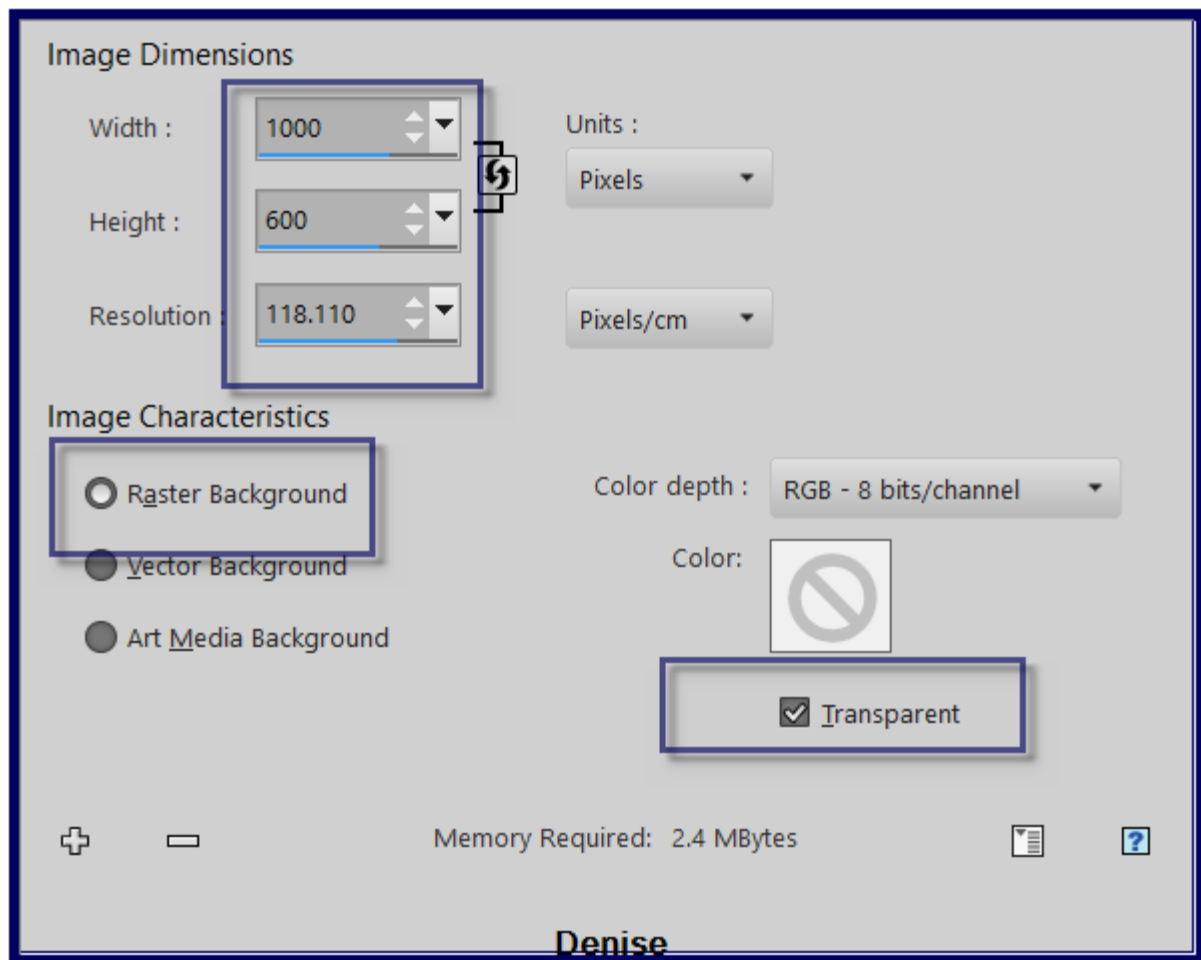 Image Dimensions
Width : 1000 Units :
Pixels
Height : 600
Resolution : 118.110 Pixels/cm
Image Characteristics
Raster Background Color depth : RGB - 8 bits/channel
Vector Background Color:
Art Media Background
Transparent
Memory Required: 2.4 MBytes ?
Denise